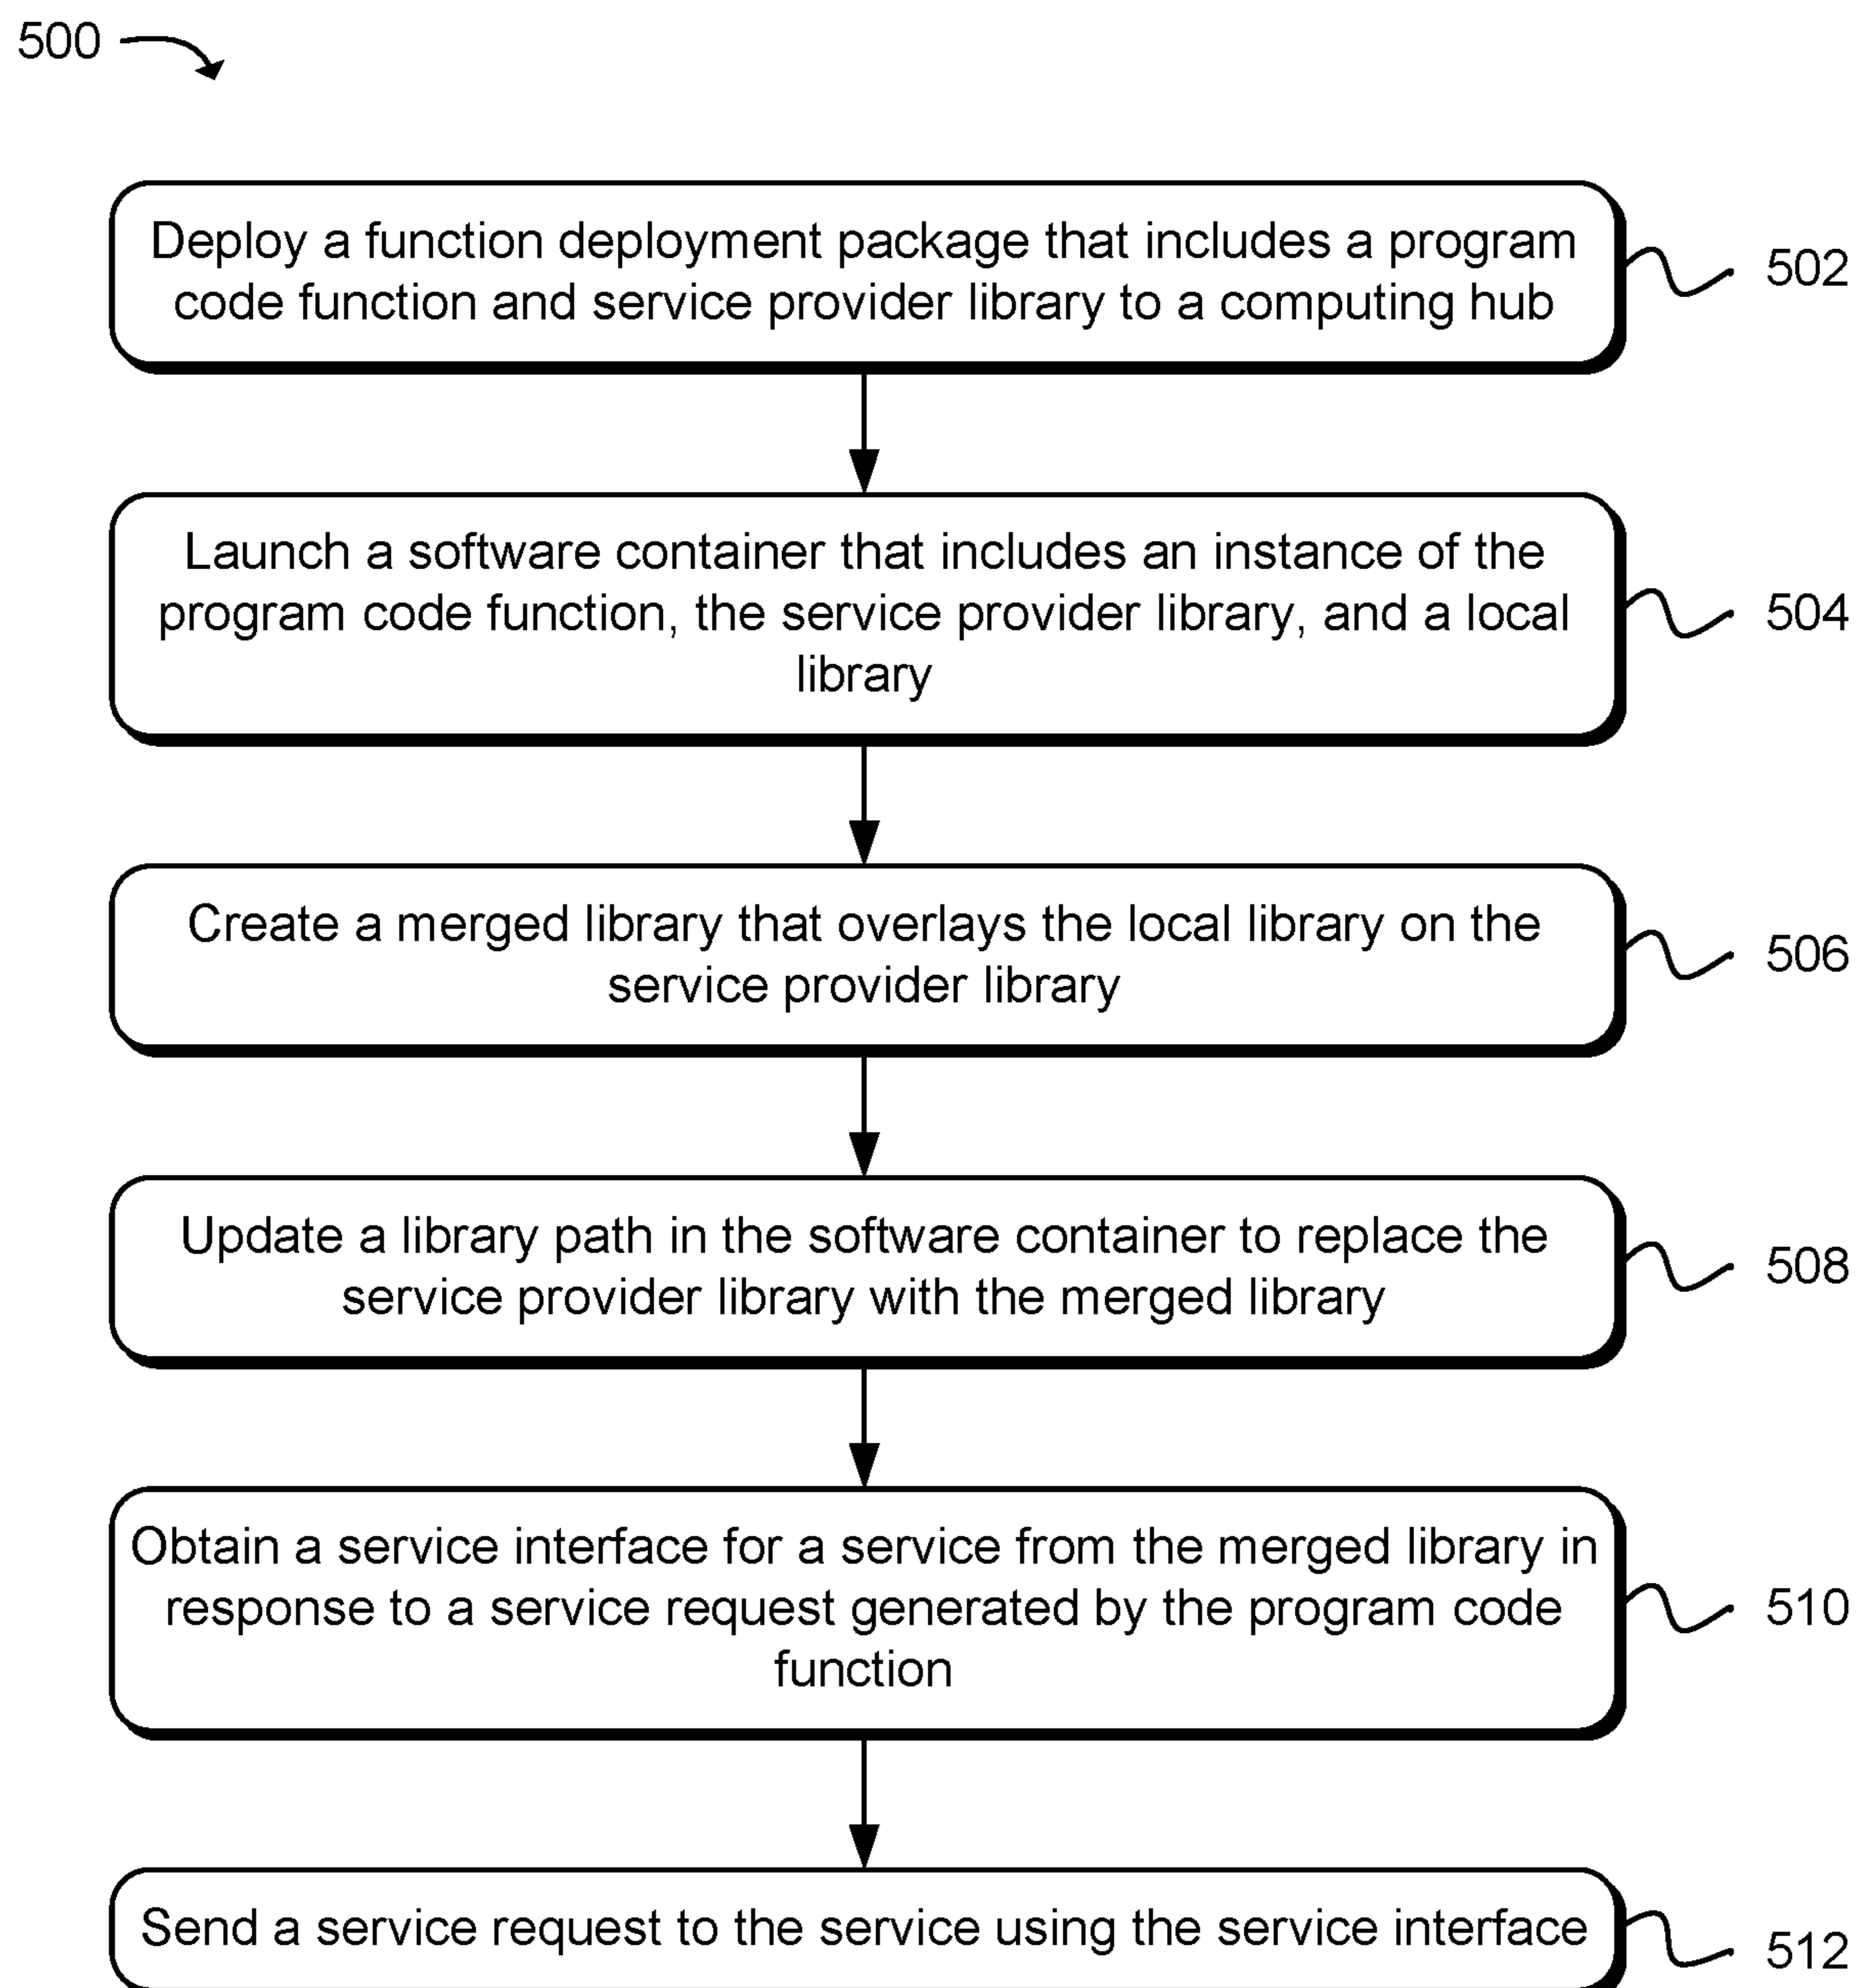 500
Deploy a function deployment package that includes a program
code function and service provider library to a computing hub
502
Launch a software container that includes an instance of the
program code function, the service provider library, and a local
library
504
Create a merged library that overlays the local library on the
service provider library
506
Update a library path in the software container to replace the
service provider library with the merged library
508
Obtain a service interface for a service from the merged library in
response to a service request generated by the program code
function
510
Send a service request to the service using the service interface
512